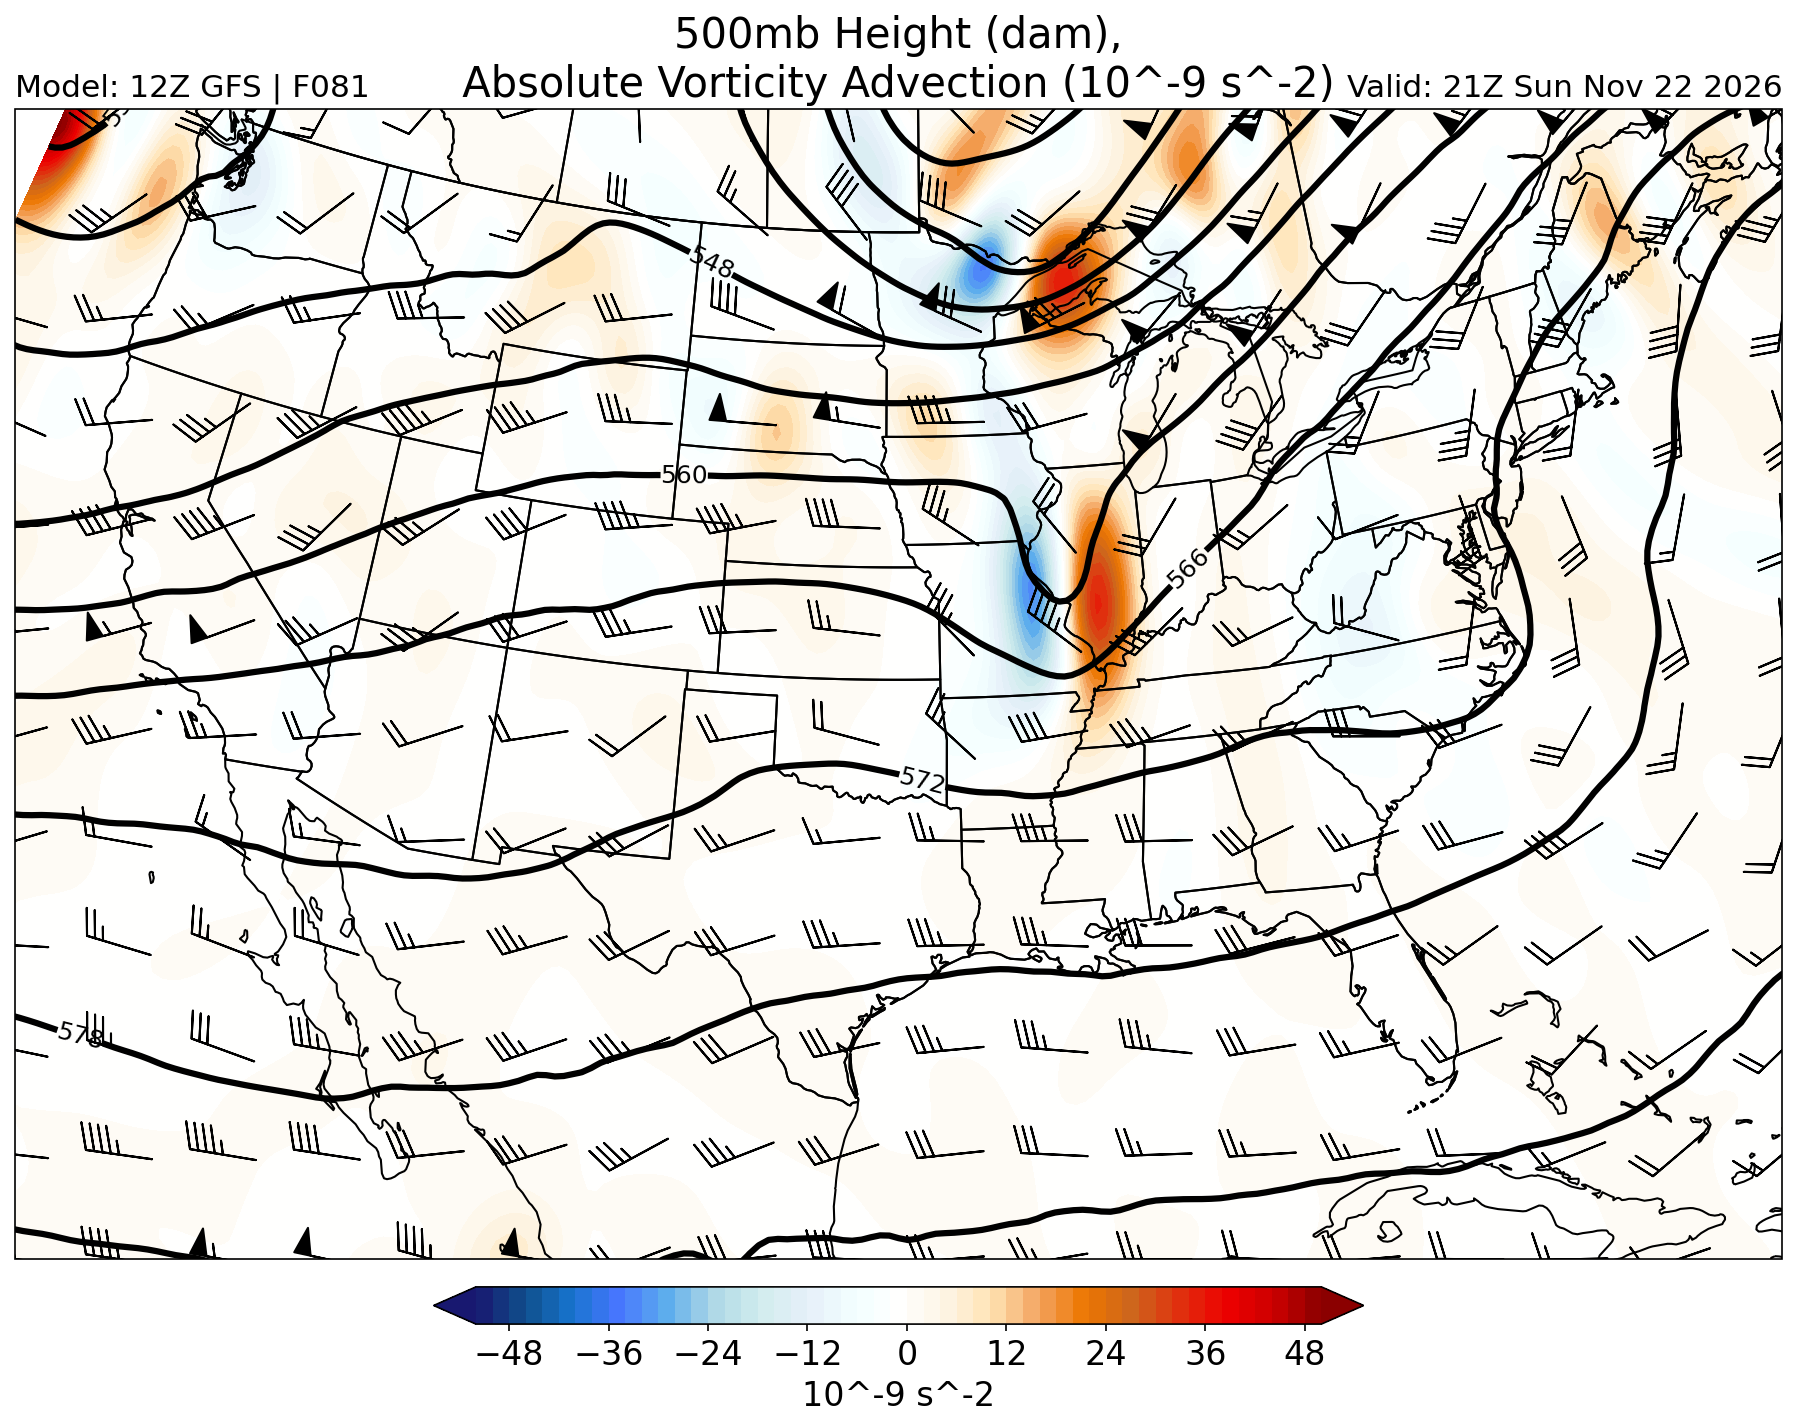 500mb Height (dam),
Model: 12Z GFS | F081
Absolute Vorticity Advection (10^-9 s^-2)
Valid: 21Z Sun Nov 22 2026
548
560
566
572
578
−48 −36 −24 −12 0 12 24 36 48
10^-9 s^-2